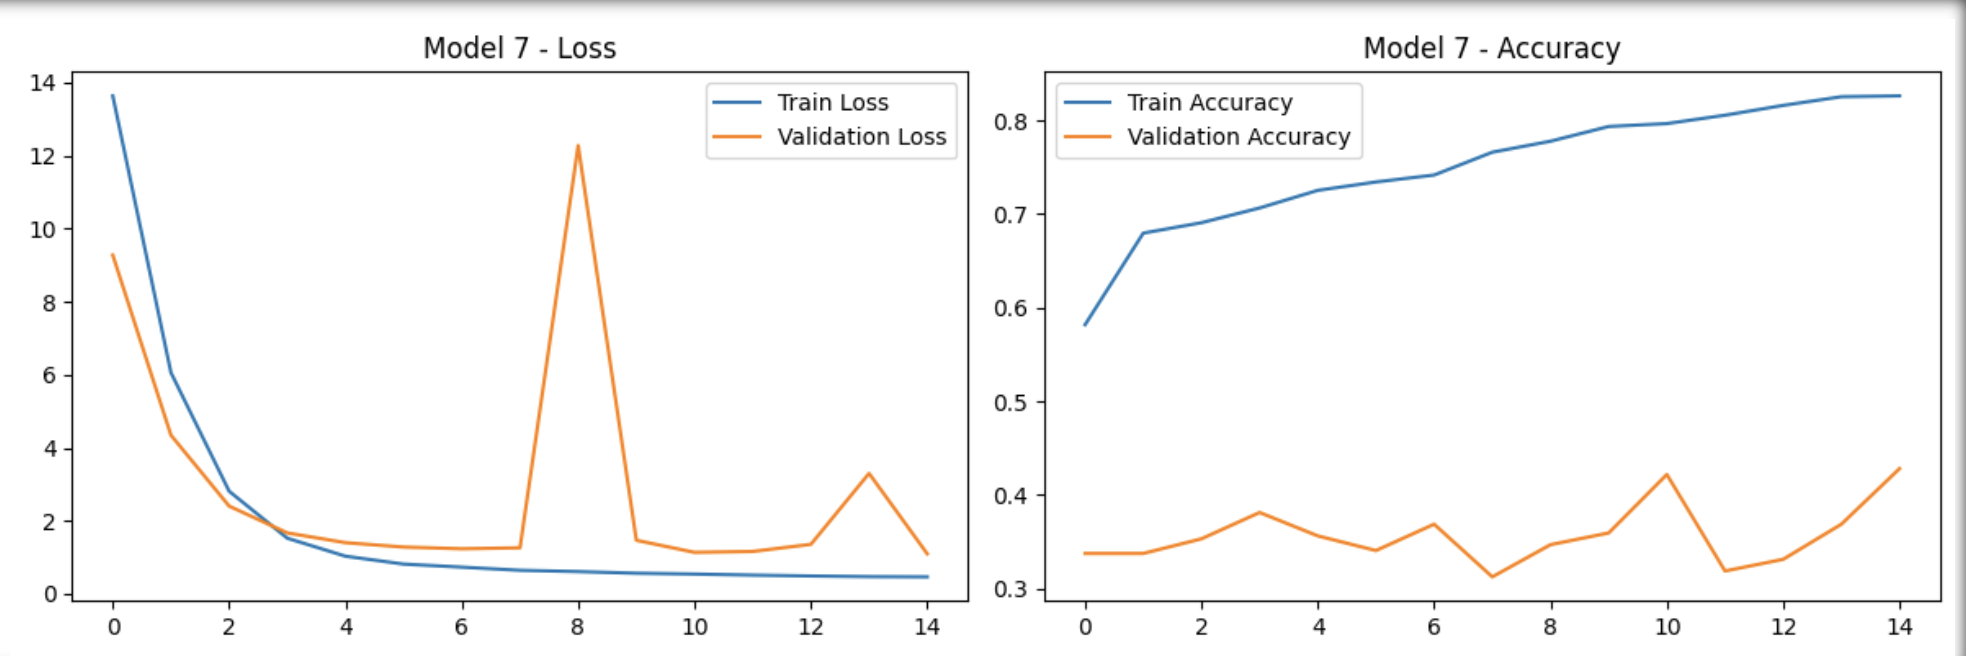 Model 7 - Loss
14
12
10
8
6
4
2
0
Train Loss
Validation Loss
0 2 4 6 8 10 12 14
Model 7 - Accuracy
0.8
0.7
0.6
0.5
0.4
0.3
Train Accuracy
Validation Accuracy
0 2 4 6 8 10 12 14